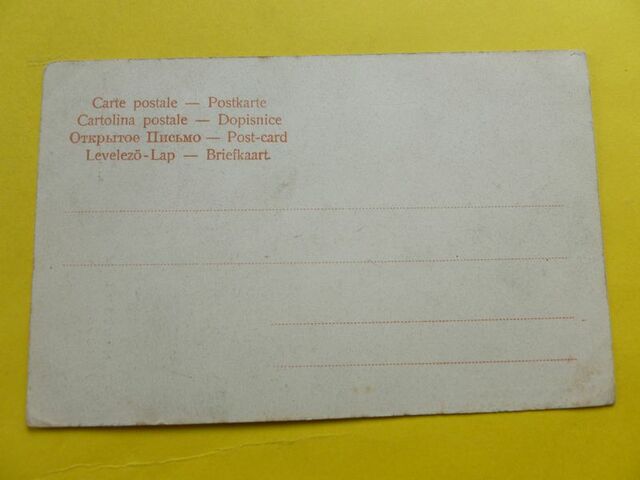 Carte postale — Postkarte
Cartolina postale — Dopisnice
Открытое Письмо — Post-card
Levelező-Lap — Briefkaart.